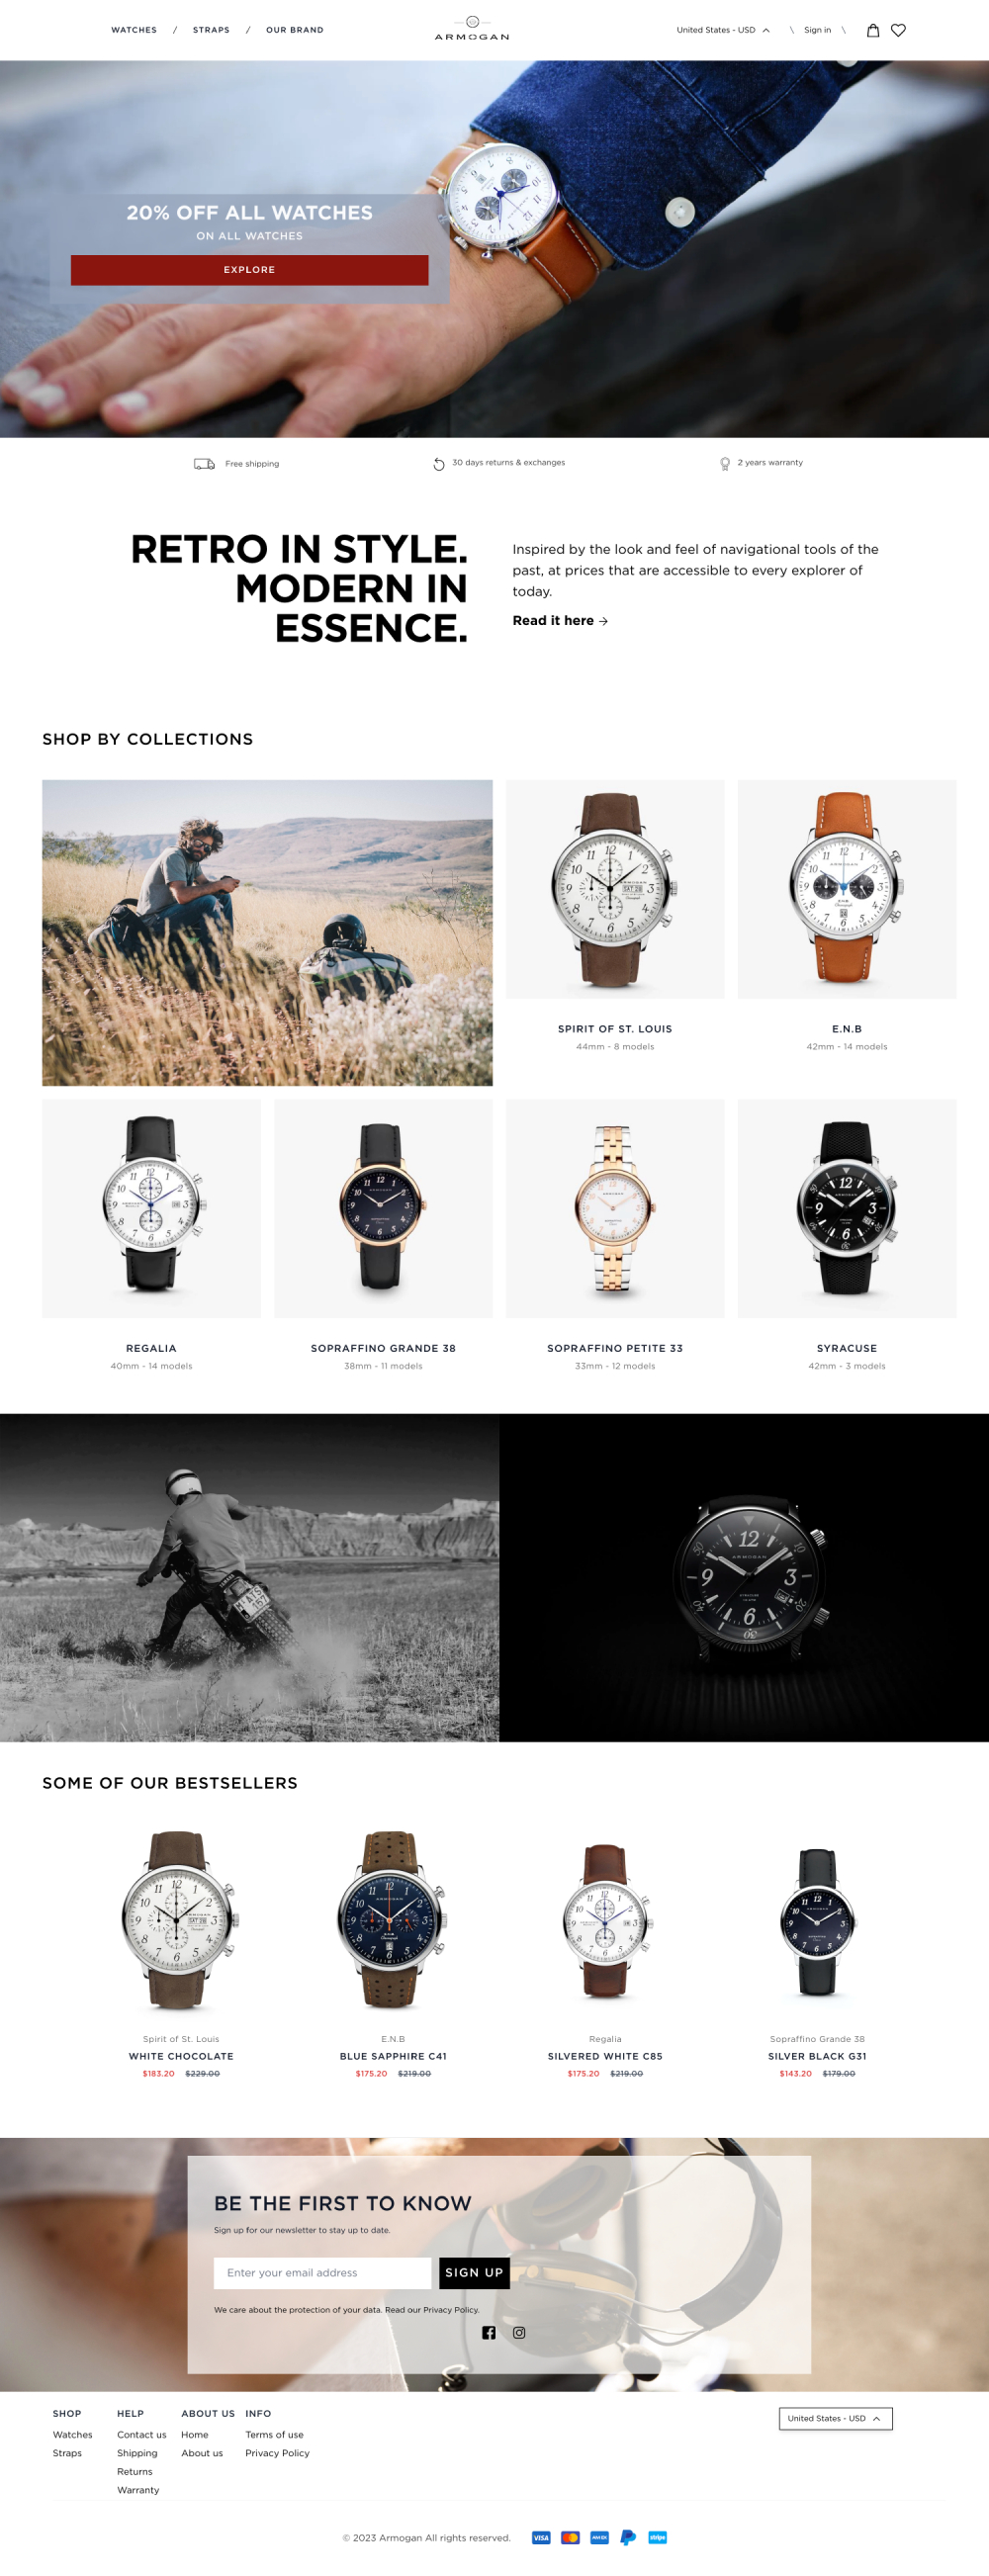 WATCHES / STRAPS / OUR BRAND
ARMOGAN
United States - USD \ Sign in \
20% OFF ALL WATCHES
ON ALL WATCHES
EXPLORE
Free shipping
30 days returns & exchanges
2 years warranty
RETRO IN STYLE.
MODERN IN
ESSENCE.
Inspired by the look and feel of navigational tools of the
past, at prices that are accessible to every explorer of
today.
Read it here →
SHOP BY COLLECTIONS
SPIRIT OF ST. LOUIS
44mm - 8 models
E.N.B
42mm - 14 models
REGALIA
40mm - 14 models
SOPRAFFINO GRANDE 38
38mm - 11 models
SOPRAFFINO PETITE 33
33mm - 12 models
SYRACUSE
42mm - 3 models
ARMOGAN
SOME OF OUR BESTSELLERS
Spirit of St. Louis
WHITE CHOCOLATE
$183.20 $229.00
E.N.B
BLUE SAPPHIRE C41
$175.20 $219.00
Regalia
SILVERED WHITE C85
$175.20 $219.00
Sopraffino Grande 38
SILVER BLACK G31
$143.20 $179.00
BE THE FIRST TO KNOW
Sign up for our newsletter to stay up to date.
Enter your email address
SIGN UP
We care about the protection of your data. Read our Privacy Policy.
SHOP
Watches
Straps
HELP
Contact us
Shipping
Returns
Warranty
ABOUT US
Home
About us
INFO
Terms of use
Privacy Policy
United States - USD
© 2023 Armogan All rights reserved.
VISA
AMEX
stripe